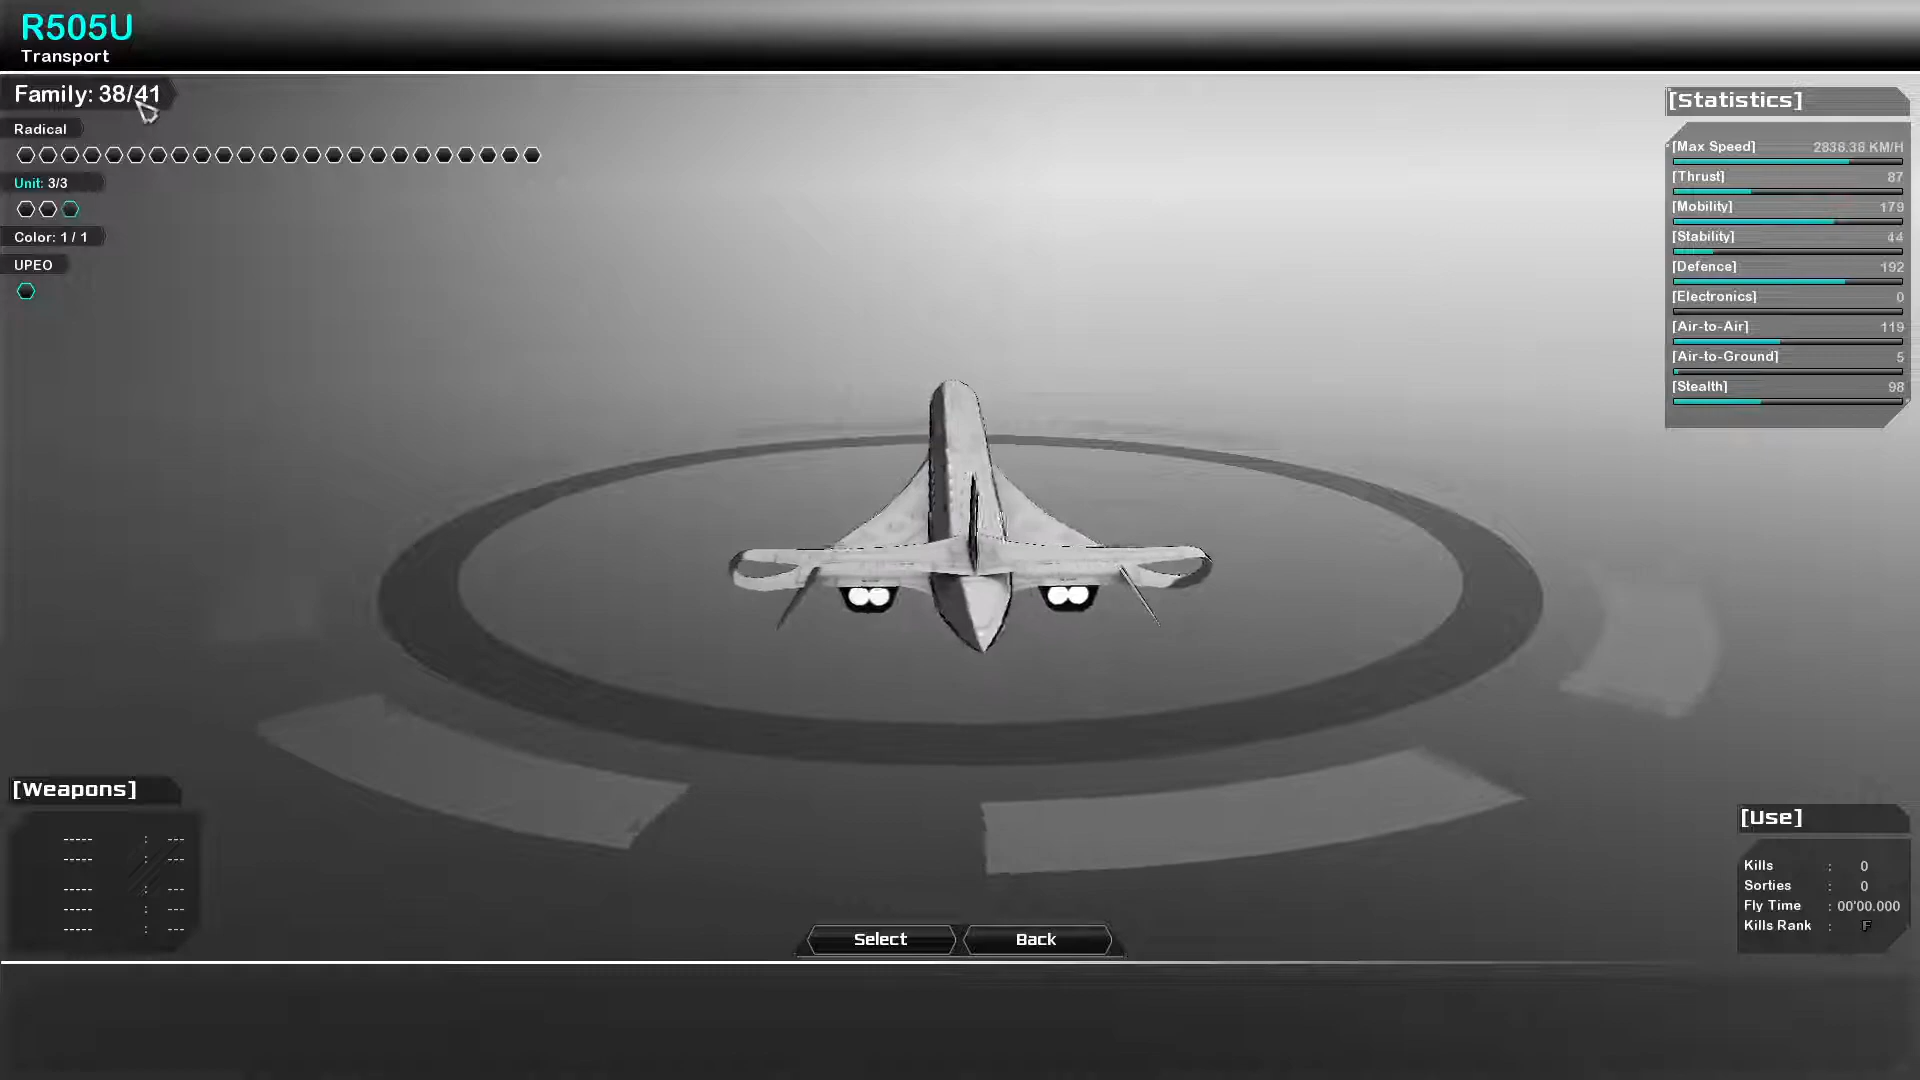 R505U
Transport
Family: 38/41
Radical
Unit: 3/3
Color: 1 / 1
UPEO
[Statistics]
[Max Speed] 2838.38 KM/H
[Thrust] 87
[Mobility] 179
[Stability] 44
[Defence] 192
[Electronics] 0
[Air-to-Air] 119
[Air-to-Ground] 5
[Stealth] 98
[Weapons]
----- : ---
----- : ---
----- : ---
----- : ---
----- : ---
[Use]
Kills : 0
Sorties : 0
Fly Time : 00'00.000
Kills Rank : F
Select
Back